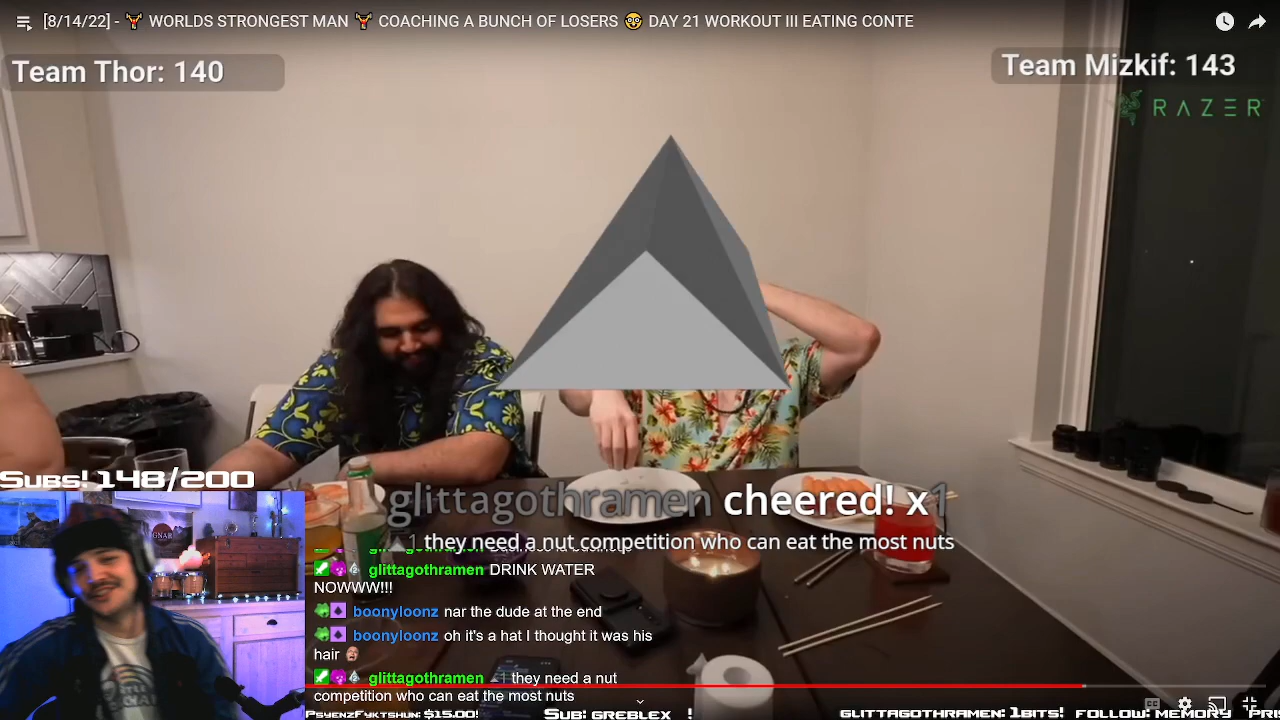 [8/14/22] - 🏋 WORLDS STRONGEST MAN 🏋 COACHING A BUNCH OF LOSERS 🤓 DAY 21 WORKOUT III EATING CONTE
Team Thor: 140
Team Mizkif: 143
RAZER
Subs! 148/200
glittagothramen cheered! x1
1 they need a nut competition who can eat the most nuts
glittagothramen DRINK WATER
NOWWW!!!
boonyloonz nar the dude at the end
boonyloonz oh it's a hat I thought it was his
hair
glittagothramen 1 they need a nut
competition who can eat the most nuts
PsyenzFyktshun: $15.00!
Sub: greblex !
glittagothramen: 1bits!
Follow: Memory